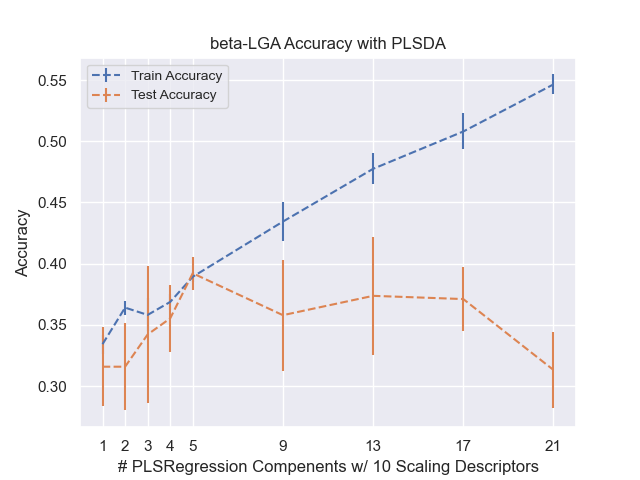 beta-LGA Accuracy with PLSDA
Train Accuracy
Test Accuracy
0.55
0.50
0.45
0.40
0.35
0.30
Accuracy
1 2 3 4 5 9 13 17 21
# PLSRegression Compenents w/ 10 Scaling Descriptors